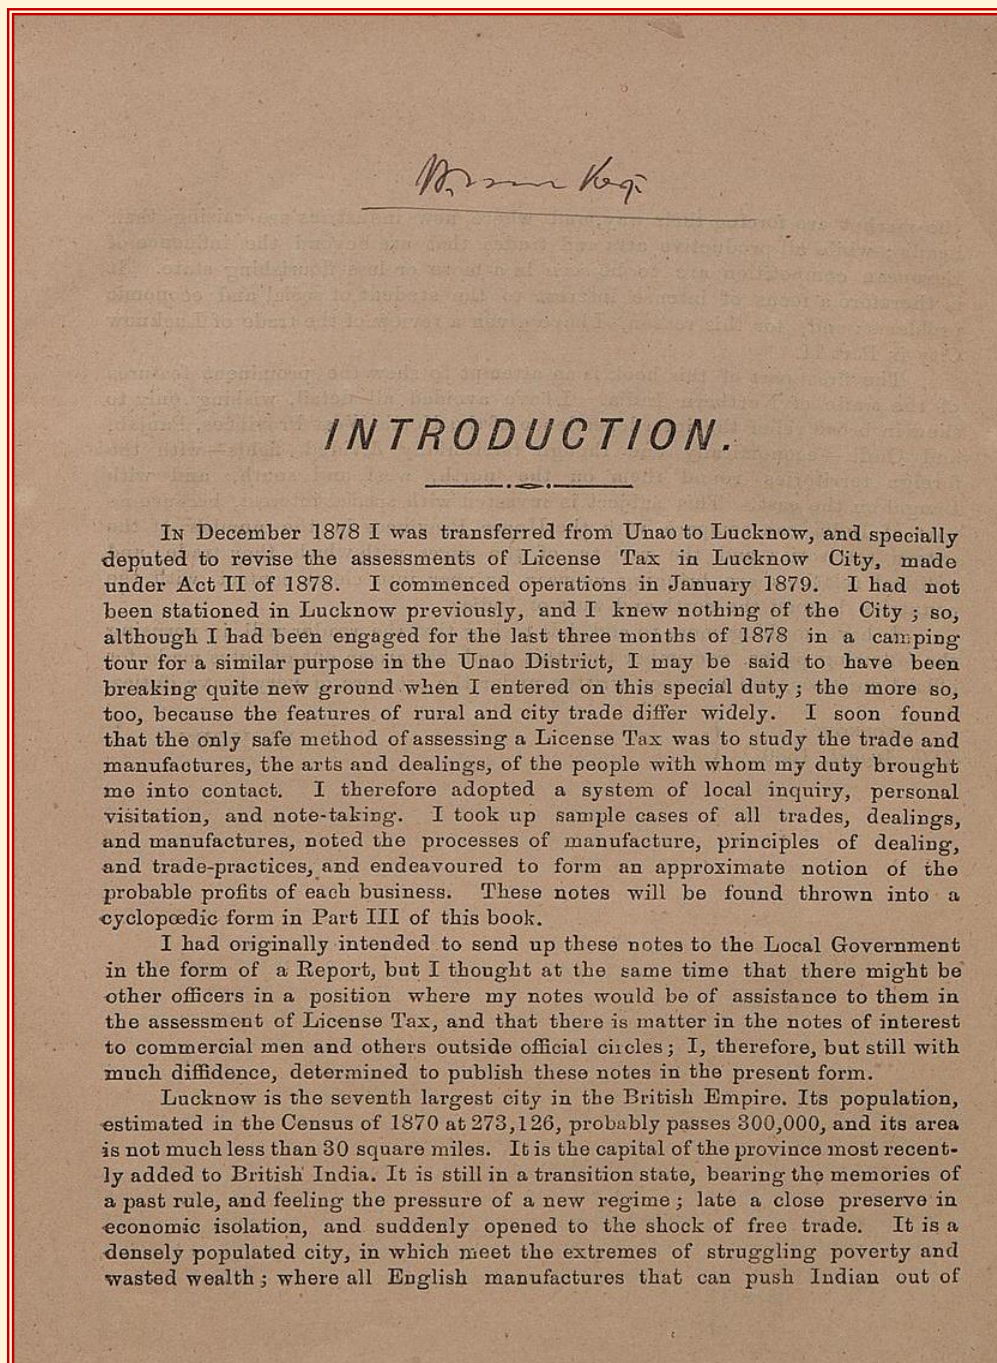 INTRODUCTION.
IN December 1878 I was transferred from Unao to Lucknow, and specially
deputed to revise the assessments of License Tax in Lucknow City, made
under Act II of 1878. I commenced operations in January 1879. I had not
been stationed in Lucknow previously, and I knew nothing of the City ; so,
although I had been engaged for the last three months of 1878 in a camping
tour for a similar purpose in the Unao District, I may be said to have been
breaking quite new ground when I entered on this special duty ; the more so,
too, because the features of rural and city trade differ widely. I soon found
that the only safe method of assessing a License Tax was to study the trade and
manufactures, the arts and dealings, of the people with whom my duty brought
me into contact. I therefore adopted a system of local inquiry, personal
visitation, and note-taking. I took up sample cases of all trades, dealings,
and manufactures, noted the processes of manufacture, principles of dealing,
and trade-practices, and endeavoured to form an approximate notion of the
probable profits of each business. These notes will be found thrown into a
cyclopœdic form in Part III of this book.
I had originally intended to send up these notes to the Local Government
in the form of a Report, but I thought at the same time that there might be
other officers in a position where my notes would be of assistance to them in
the assessment of License Tax, and that there is matter in the notes of interest
to commercial men and others outside official circles ; I, therefore, but still with
much diffidence, determined to publish these notes in the present form.
Lucknow is the seventh largest city in the British Empire. Its population,
estimated in the Census of 1870 at 273,126, probably passes 300,000, and its area
is not much less than 30 square miles. It is the capital of the province most recent-
ly added to British India. It is still in a transition state, bearing the memories of
a past rule, and feeling the pressure of a new regime ; late a close preserve in
economic isolation, and suddenly opened to the shock of free trade. It is a
densely populated city, in which meet the extremes of struggling poverty and
wasted wealth ; where all English manufactures that can push Indian out of